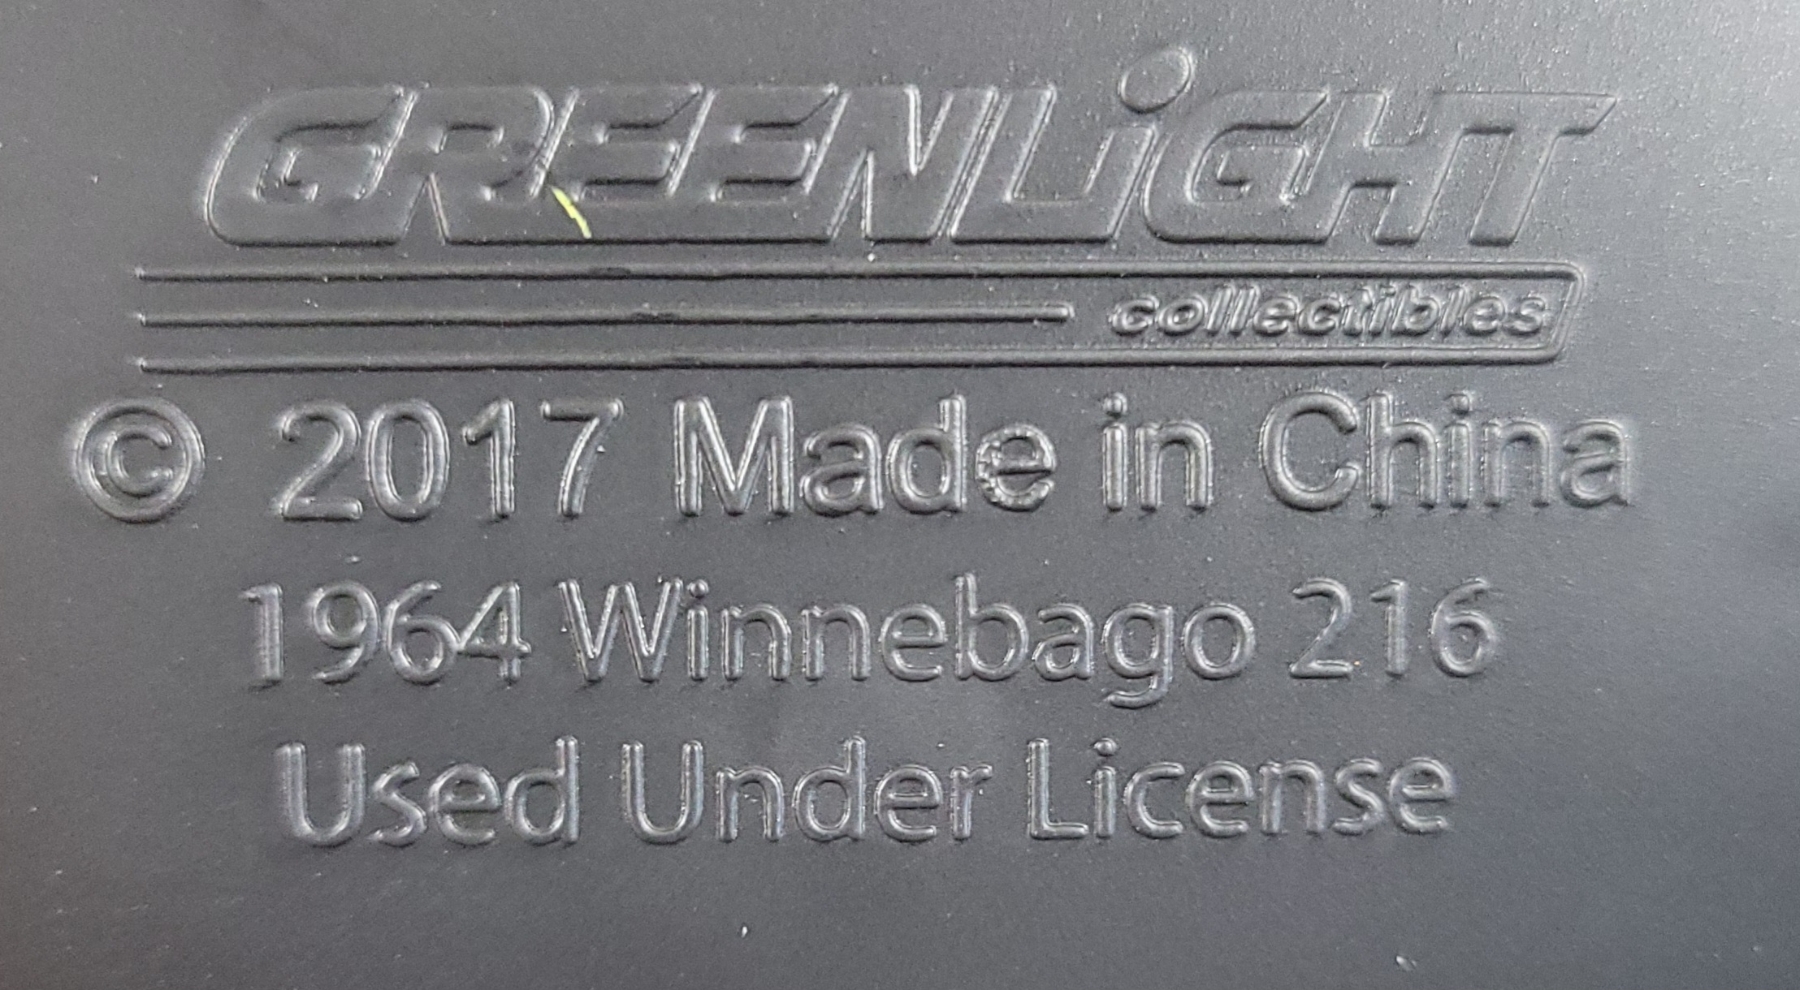 GREENLiGHT
collectibles
© 2017 Made in China
1964 Winnebago 216
Used Under License